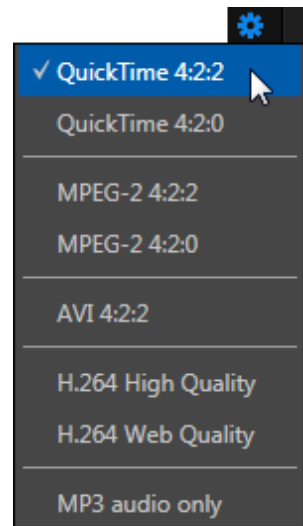 QuickTime 4:2:2
QuickTime 4:2:0
MPEG-2 4:2:2
MPEG-2 4:2:0
AVI 4:2:2
H.264 High Quality
H.264 Web Quality
MP3 audio only